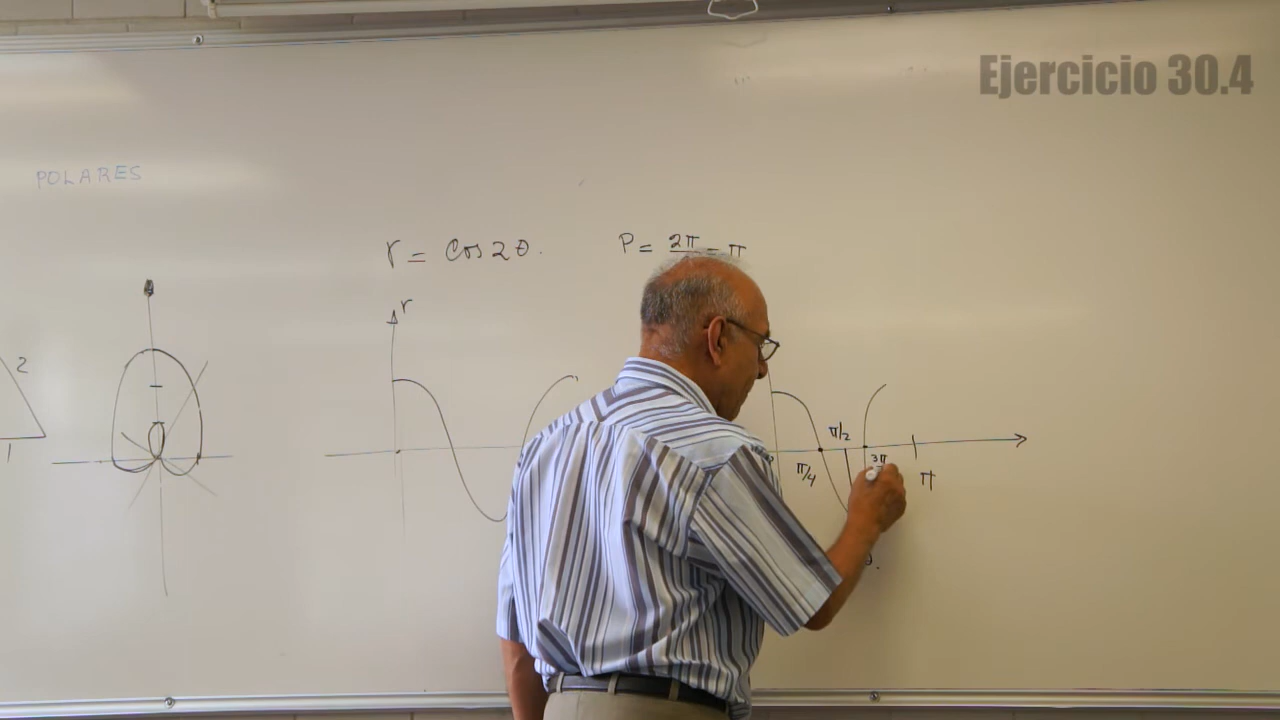 Ejercicio 30.4
POLARES
r = Cos 2θ.
P = 2π = π
r
2
π/2
π/4
3π
π